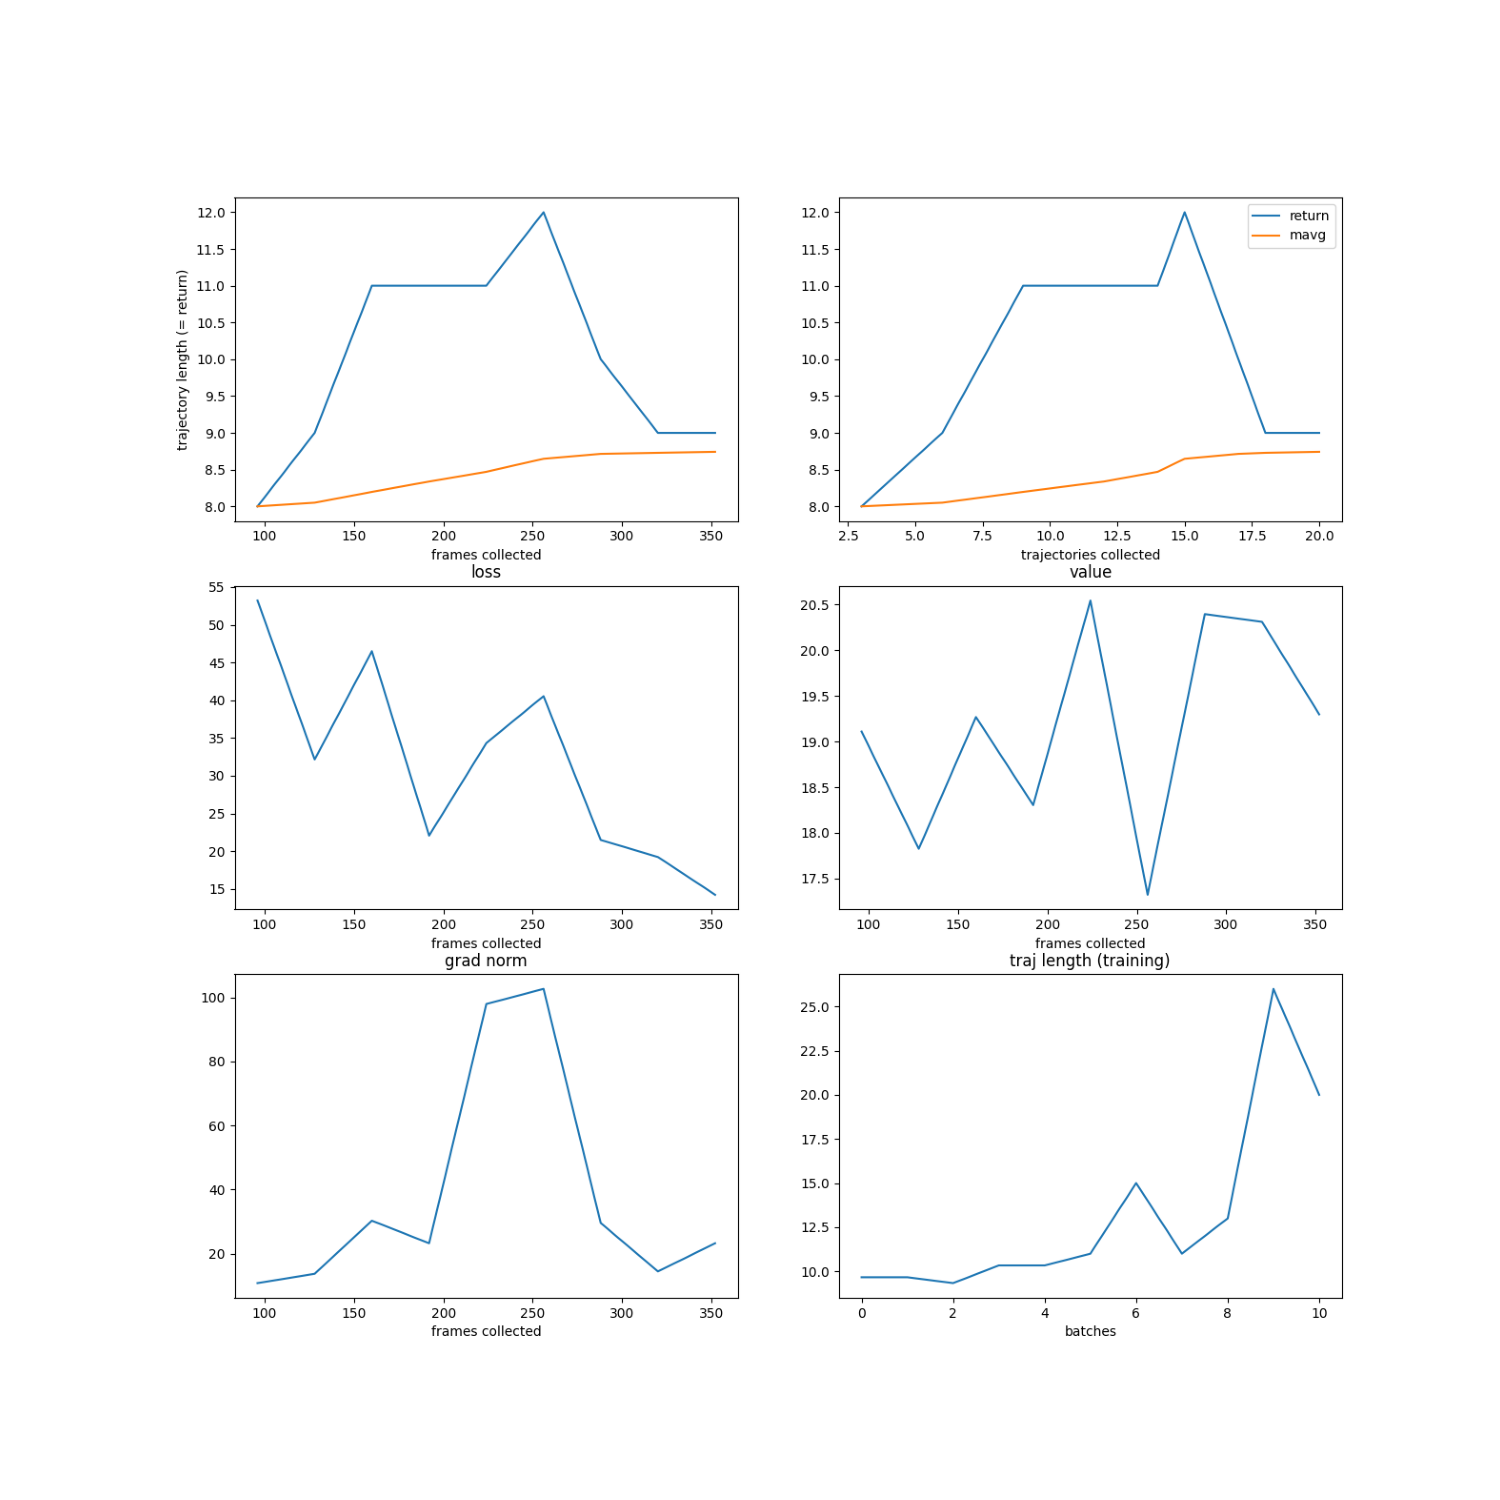 12.0
11.5
11.0
10.5
10.0
9.5
9.0
8.5
8.0
trajectory length (= return)
100 150 200 250 300 350
frames collected
12.0
11.5
11.0
10.5
10.0
9.5
9.0
8.5
8.0
return
mavg
2.5 5.0 7.5 10.0 12.5 15.0 17.5 20.0
trajectories collected
loss
55
50
45
40
35
30
25
20
15
100 150 200 250 300 350
frames collected
value
20.5
20.0
19.5
19.0
18.5
18.0
17.5
100 150 200 250 300 350
frames collected
grad norm
100
80
60
40
20
100 150 200 250 300 350
frames collected
traj length (training)
25.0
22.5
20.0
17.5
15.0
12.5
10.0
0 2 4 6 8 10
batches